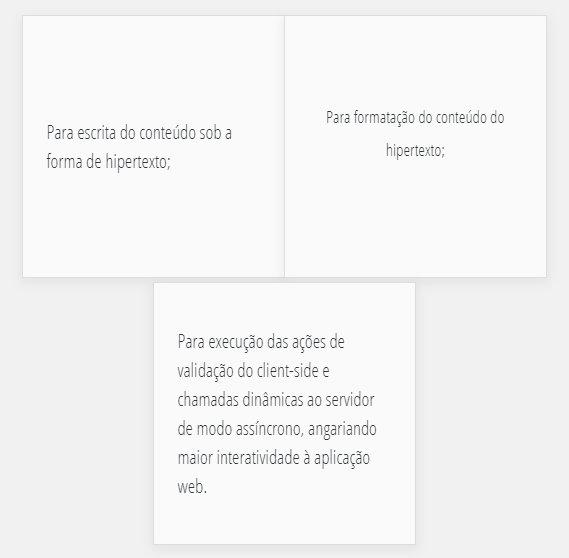 Para escrita do conteúdo sob a
forma de hipertexto;
Para formatação do conteúdo do
hipertexto;
Para execução das ações de
validação do client-side e
chamadas dinâmicas ao servidor
de modo assíncrono, angariando
maior interatividade à aplicação
web.